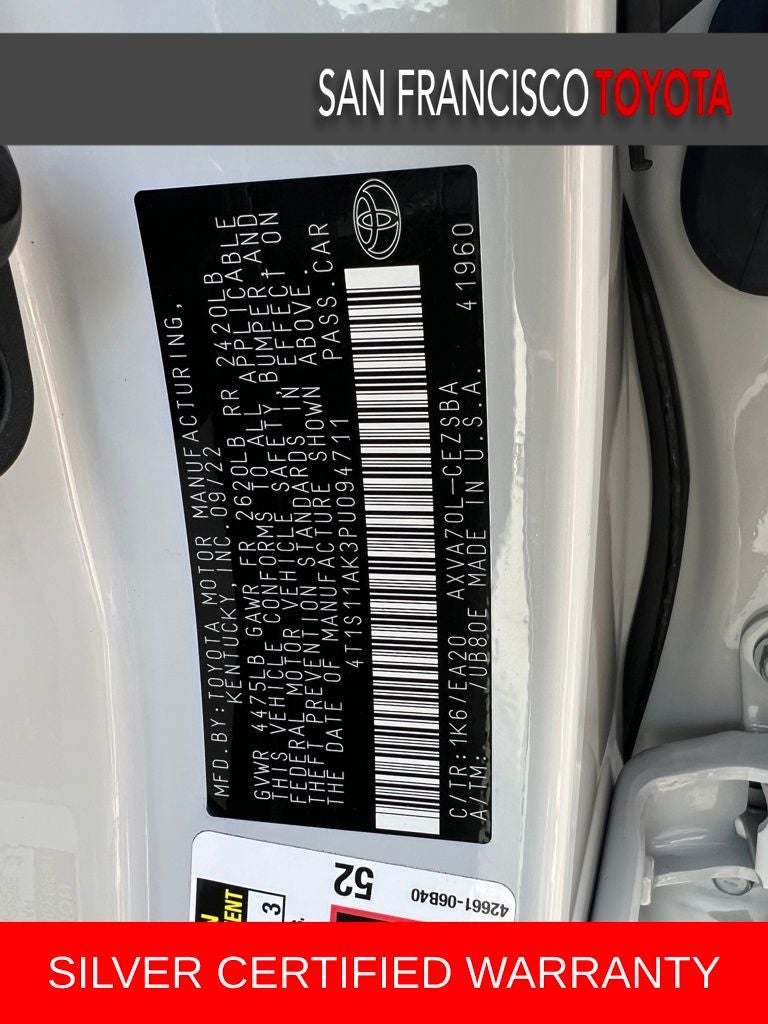 SAN FRANCISCO TOYOTA
MFD.BY:TOYOTA MOTOR MANUFACTURING,
KENTUCKY, INC. 09/22
GVWR 4475LB GAWR FR 2620LB RR 2420LB
THIS VEHICLE CONFORMS TO ALL APPLICABLE
FEDERAL MOTOR VEHICLE SAFETY, BUMPER, AND
THEFT PREVENTION STANDARDS IN EFFECT ON
THE DATE OF MANUFACTURE SHOWN ABOVE.
4T1S11AK3PU094711 PASS.CAR
C/TR:1K6/EA20 AXVA70L-CEZSBA
A/TM: /UB80E MADE IN U.S.A. 41960
52
3
42661-06B40
SILVER CERTIFIED WARRANTY